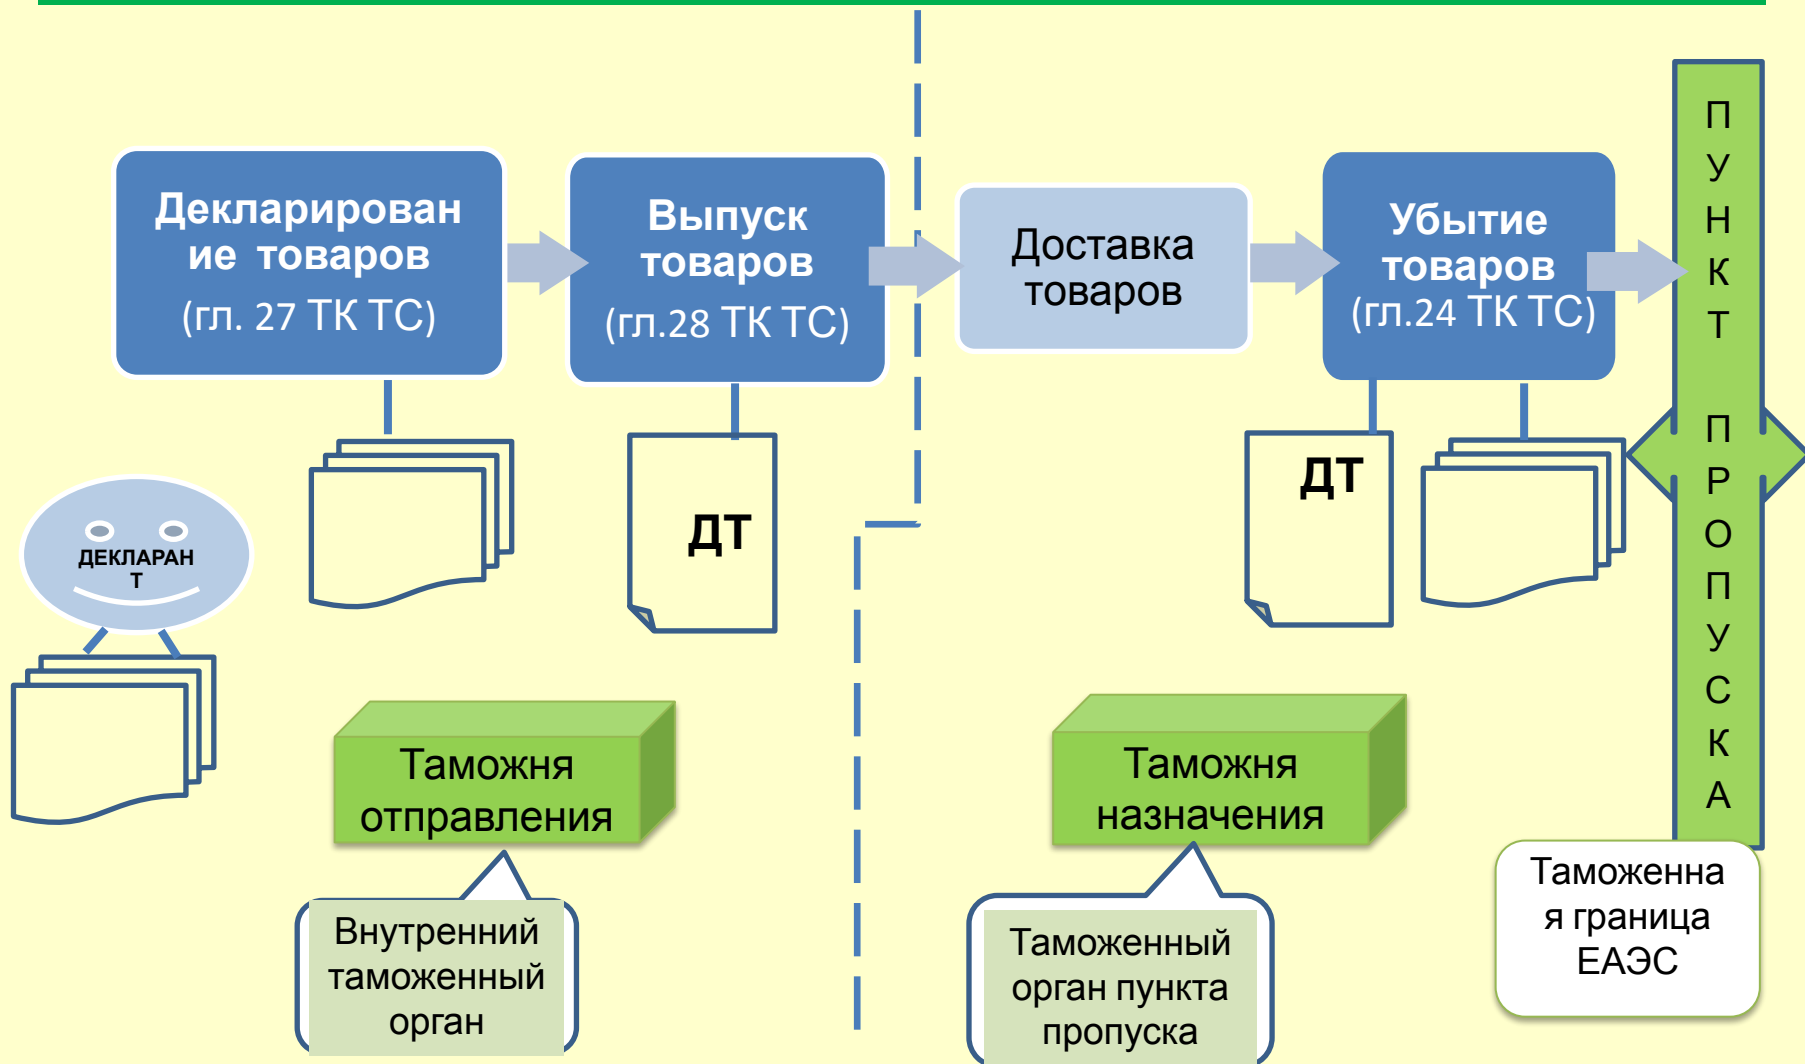 Декларирован
ие товаров
(гл. 27 ТК ТС)
Выпуск
товаров
(гл.28 ТК ТС)
Доставка
товаров
Убытие
товаров
(гл.24 ТК ТС)
П
У
Н
К
Т
П
Р
О
П
У
С
К
А
ДЕКЛАРАН
Т
ДТ
ДТ
Таможня
отправления
Таможня
назначения
Внутренний
таможенный
орган
Таможенный
орган пункта
пропуска
Таможенна
я граница
ЕАЭС